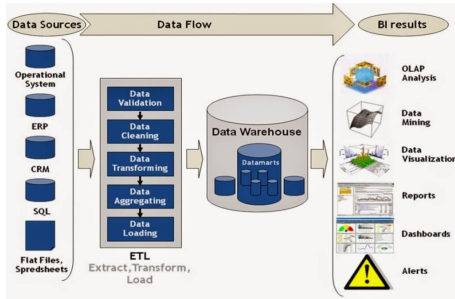 Data Sources
Data Flow
BI results
Operational
System
ERP
CRM
SQL
Flat Files,
Spredsheets
Data
Validation
Data
Cleaning
Data
Transforming
Data
Aggregating
Data
Loading
ETL
Extract,Transform,
Load
Data Warehouse
Datamarts
OLAP
Analysis
Data
Mining
Data
Visualization
Reports
Dashboards
Alerts